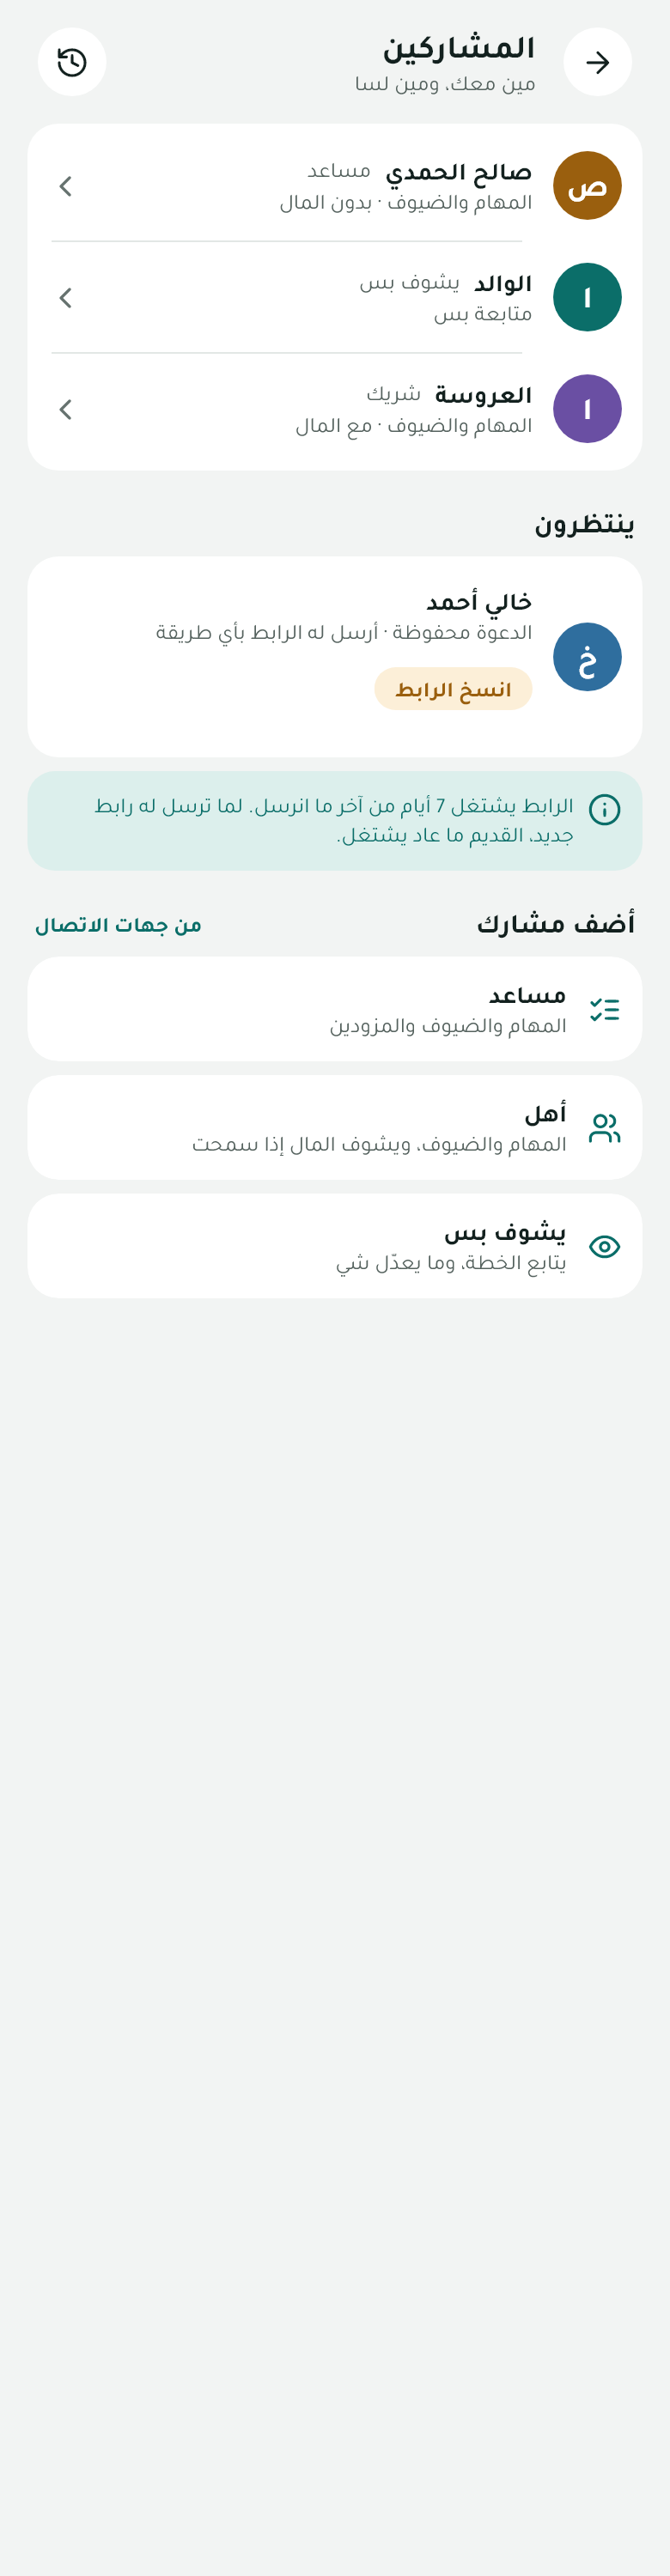 المشاركين
مين معك، ومين لسا
ص
صالح الحمدي مساعد
المهام والضيوف · بدون المال
ا
الوالد يشوف بس
متابعة بس
ا
العروسة شريك
المهام والضيوف · مع المال
ينتظرون
خ
خالي أحمد
الدعوة محفوظة · أرسل له الرابط بأي طريقة
انسخ الرابط
الرابط يشتغل 7 أيام من آخر ما انرسل. لما ترسل له رابط
جديد، القديم ما عاد يشتغل.
أضف مشارك
من جهات الاتصال
مساعد
المهام والضيوف والمزودين
أهل
المهام والضيوف، ويشوف المال إذا سمحت
يشوف بس
يتابع الخطة، وما يعدّل شي